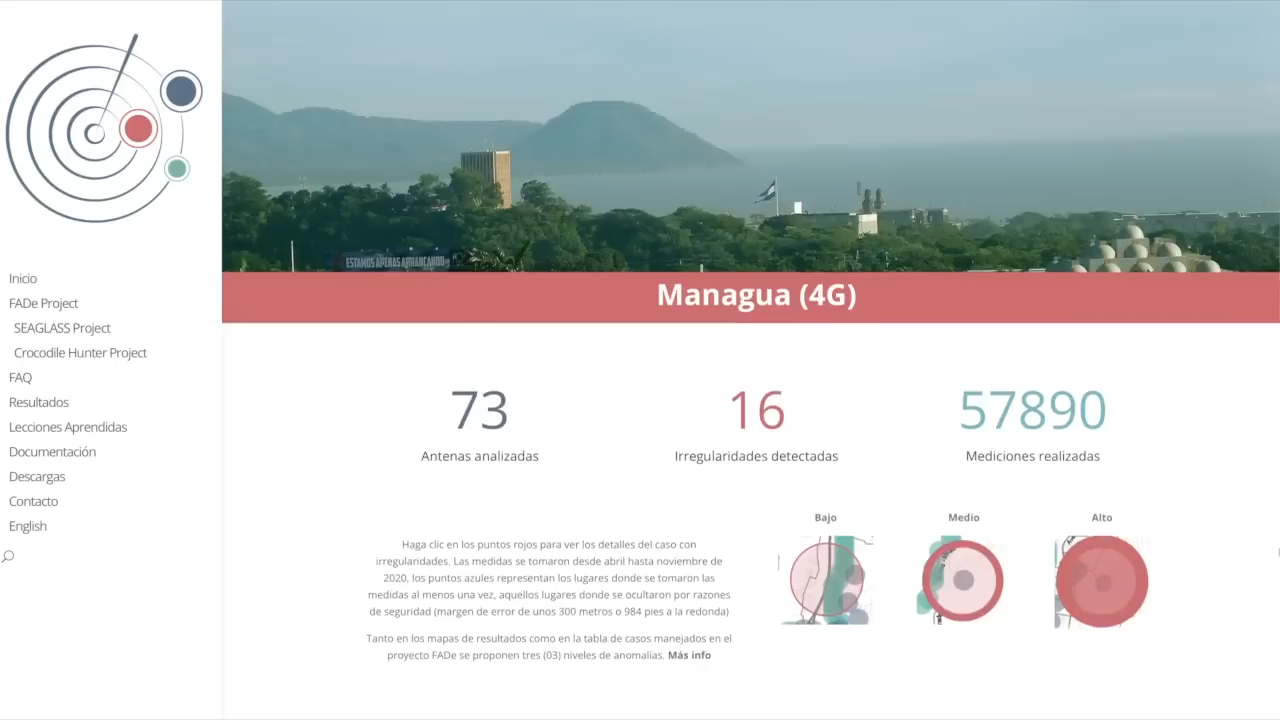 Inicio
FADe Project
SEAGLASS Project
Crocodile Hunter Project
FAQ
Resultados
Lecciones Aprendidas
Documentación
Descargas
Contacto
English
ESTAMOS APENAS ARRANCANDO
Managua (4G)
73
Antenas analizadas
16
Irregularidades detectadas
57890
Mediciones realizadas
Haga clic en los puntos rojos para ver los detalles del caso con
irregularidades. Las medidas se tomaron desde abril hasta noviembre de
2020, los puntos azules representan los lugares donde se tomaron las
medidas al menos una vez, aquellos lugares donde se ocultaron por razones
de seguridad (margen de error de unos 300 metros o 984 pies a la redonda)
Tanto en los mapas de resultados como en la tabla de casos manejados en el
proyecto FADe se proponen tres (03) niveles de anomalías. Más info
Bajo
Medio
Alto